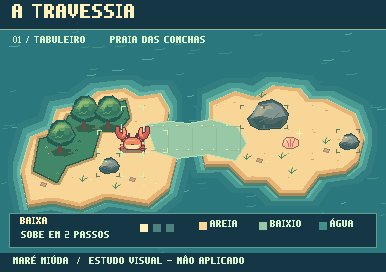 A TRAVESSIA
01 / TABULEIRO PRAIA DAS CONCHAS
BAIXA
SOBE EM 2 PASSOS
AREIA BAIXIO ÁGUA
MARÉ MIÚDA / ESTUDO VISUAL — NÃO APLICADO